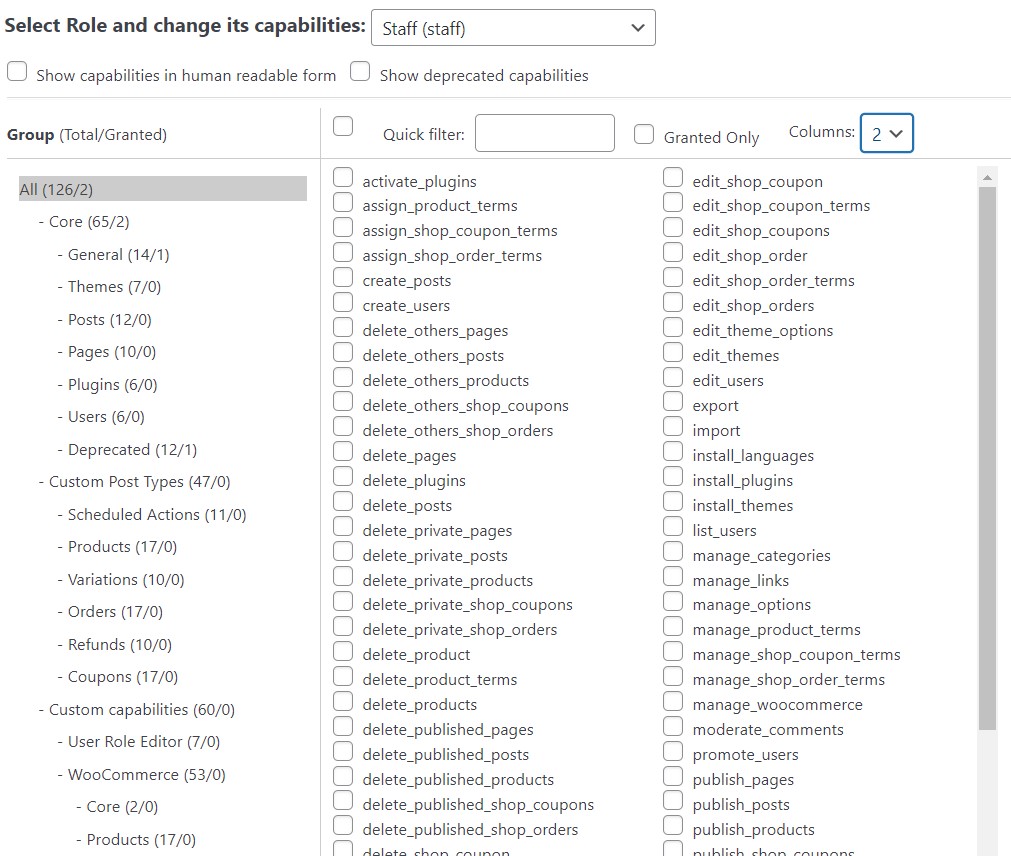 Select Role and change its capabilities: Staff (staff)
Show capabilities in human readable form Show deprecated capabilities
Group (Total/Granted)
Quick filter: Granted Only Columns: 2
All (126/2)
- Core (65/2)
- General (14/1)
- Themes (7/0)
- Posts (12/0)
- Pages (10/0)
- Plugins (6/0)
- Users (6/0)
- Deprecated (12/1)
- Custom Post Types (47/0)
- Scheduled Actions (11/0)
- Products (17/0)
- Variations (10/0)
- Orders (17/0)
- Refunds (10/0)
- Coupons (17/0)
- Custom capabilities (60/0)
- User Role Editor (7/0)
- WooCommerce (53/0)
- Core (2/0)
- Products (17/0)
activate_plugins
assign_product_terms
assign_shop_coupon_terms
assign_shop_order_terms
create_posts
create_users
delete_others_pages
delete_others_posts
delete_others_products
delete_others_shop_coupons
delete_others_shop_orders
delete_pages
delete_plugins
delete_posts
delete_private_pages
delete_private_posts
delete_private_products
delete_private_shop_coupons
delete_private_shop_orders
delete_product
delete_product_terms
delete_products
delete_published_pages
delete_published_posts
delete_published_products
delete_published_shop_coupons
delete_published_shop_orders
delete_shop_coupon
edit_shop_coupon
edit_shop_coupon_terms
edit_shop_coupons
edit_shop_order
edit_shop_order_terms
edit_shop_orders
edit_theme_options
edit_themes
edit_users
export
import
install_languages
install_plugins
install_themes
list_users
manage_categories
manage_links
manage_options
manage_product_terms
manage_shop_coupon_terms
manage_shop_order_terms
manage_woocommerce
moderate_comments
promote_users
publish_pages
publish_posts
publish_products
publish_shop_coupons